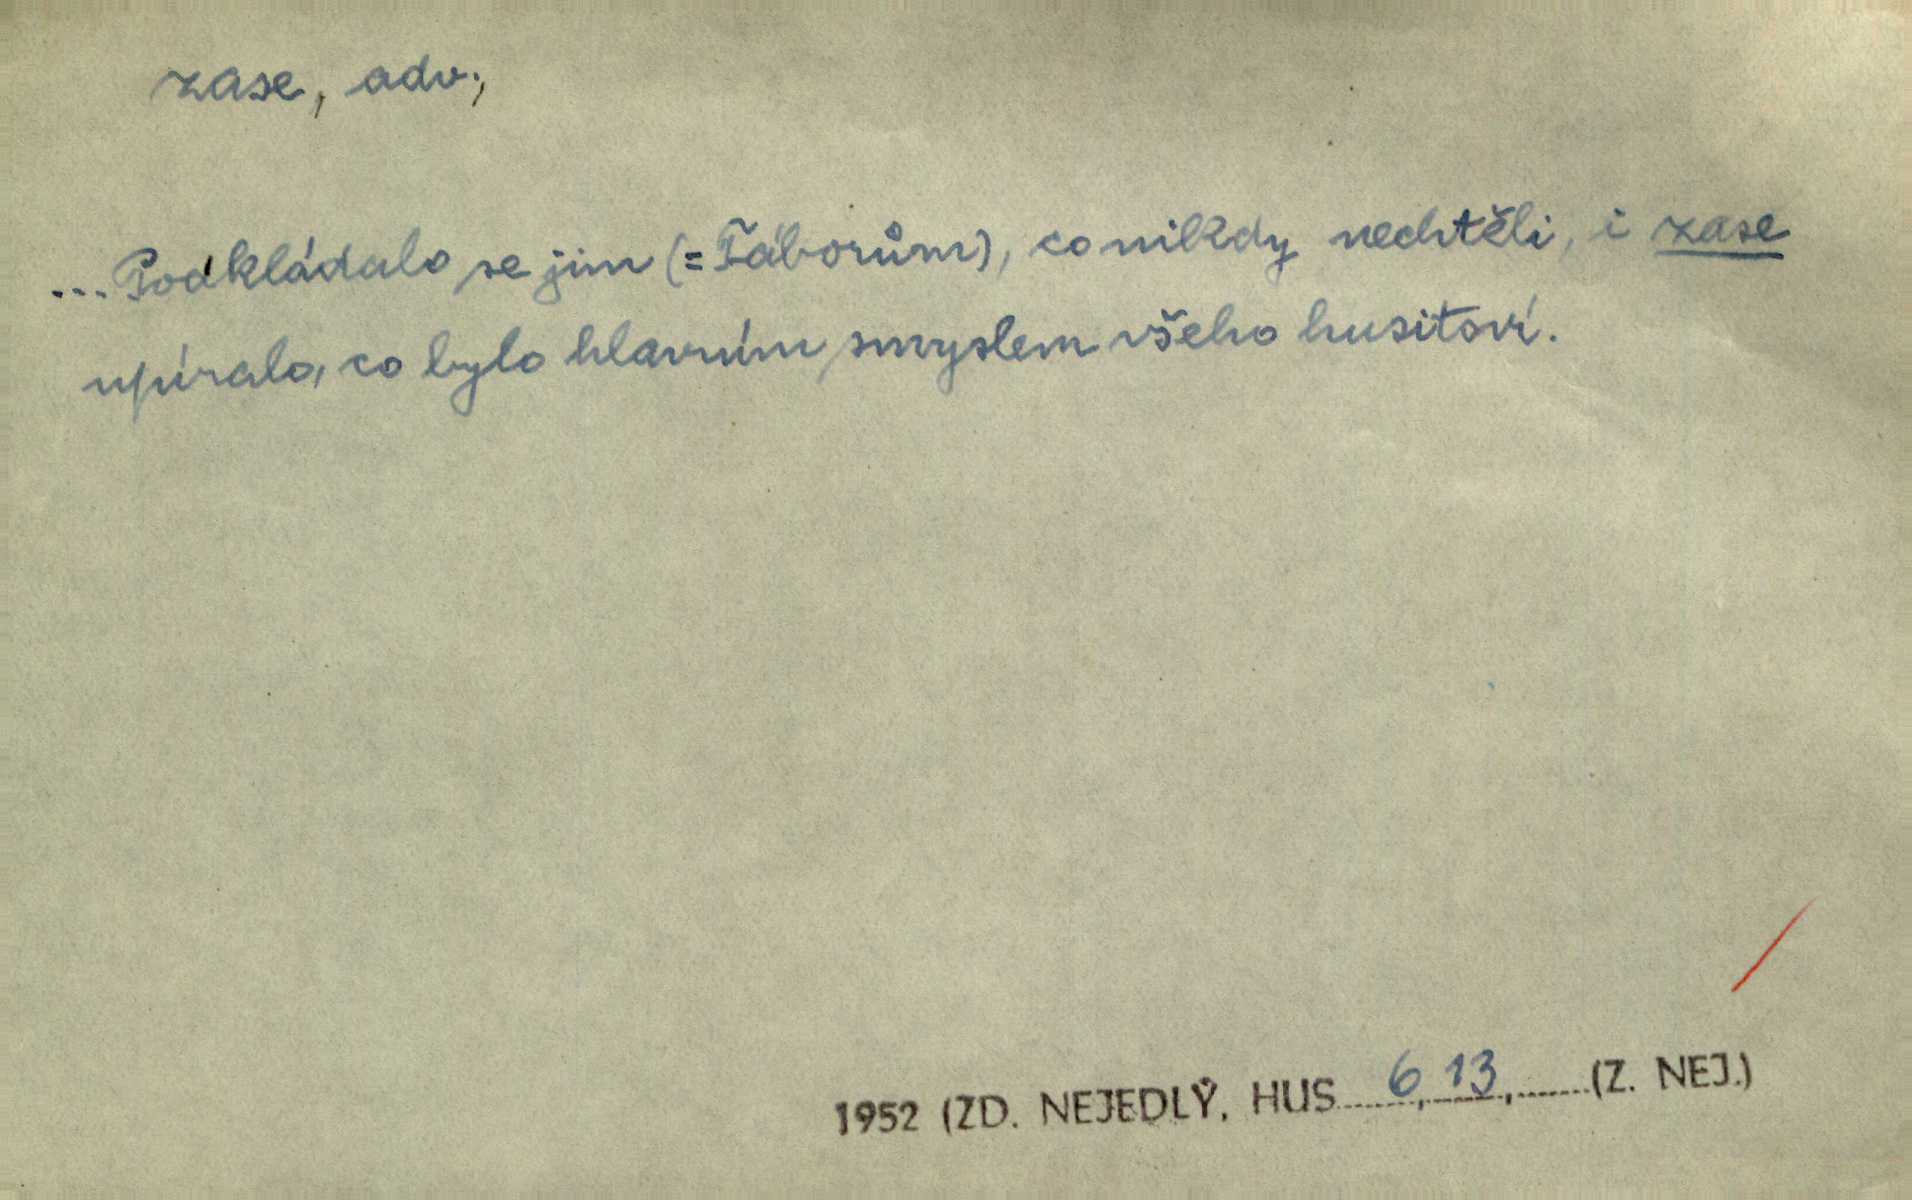 zase, adv.,
...Podkládalo se jim (= Táborům), co nikdy nechtěli, i zase
upíralo, co bylo hlavním smyslem všeho husitství.
1952 (ZD. NEJEDLÝ, HUS........6,.13.,.......(Z. NEJ.)